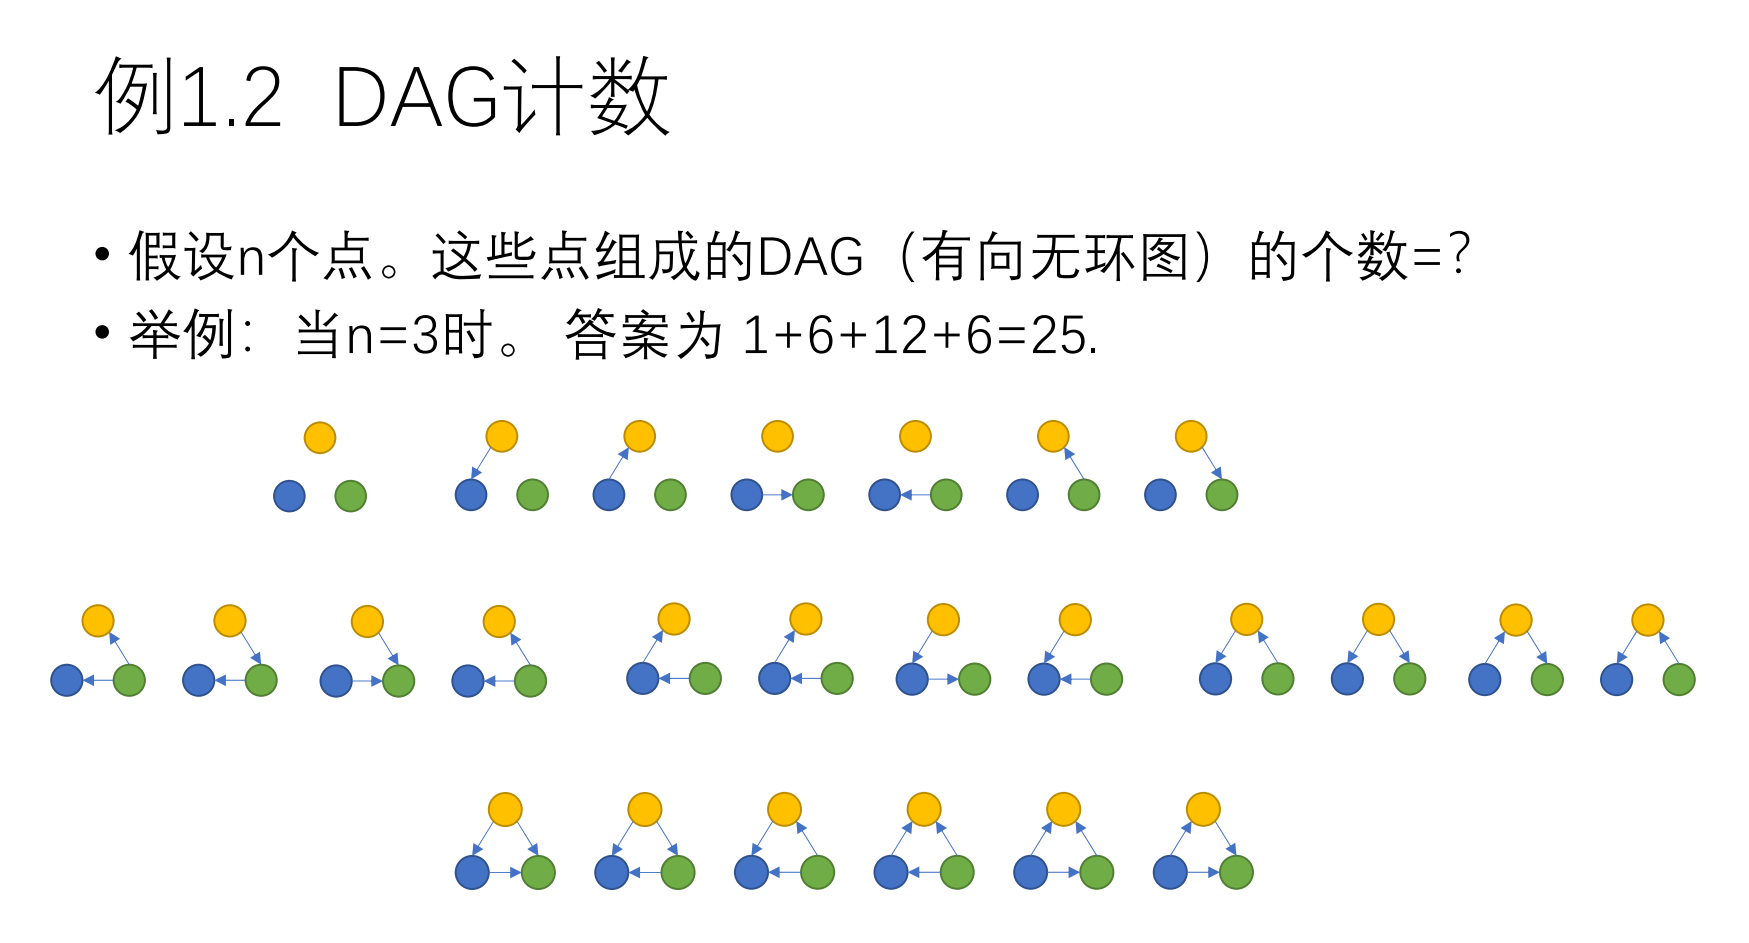 例1.2 DAG计数
• 假设n个点。这些点组成的DAG（有向无环图）的个数=?
• 举例： 当n=3时。 答案为 1+6+12+6=25.